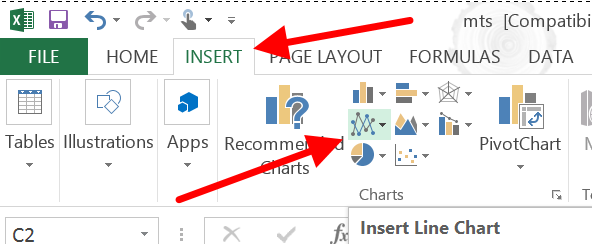 mts [Compatibi
FILE HOME INSERT PAGE LAYOUT FORMULAS DATA
Tables Illustrations Apps Recommended Charts PivotChart
Charts
C2 fx
Insert Line Chart